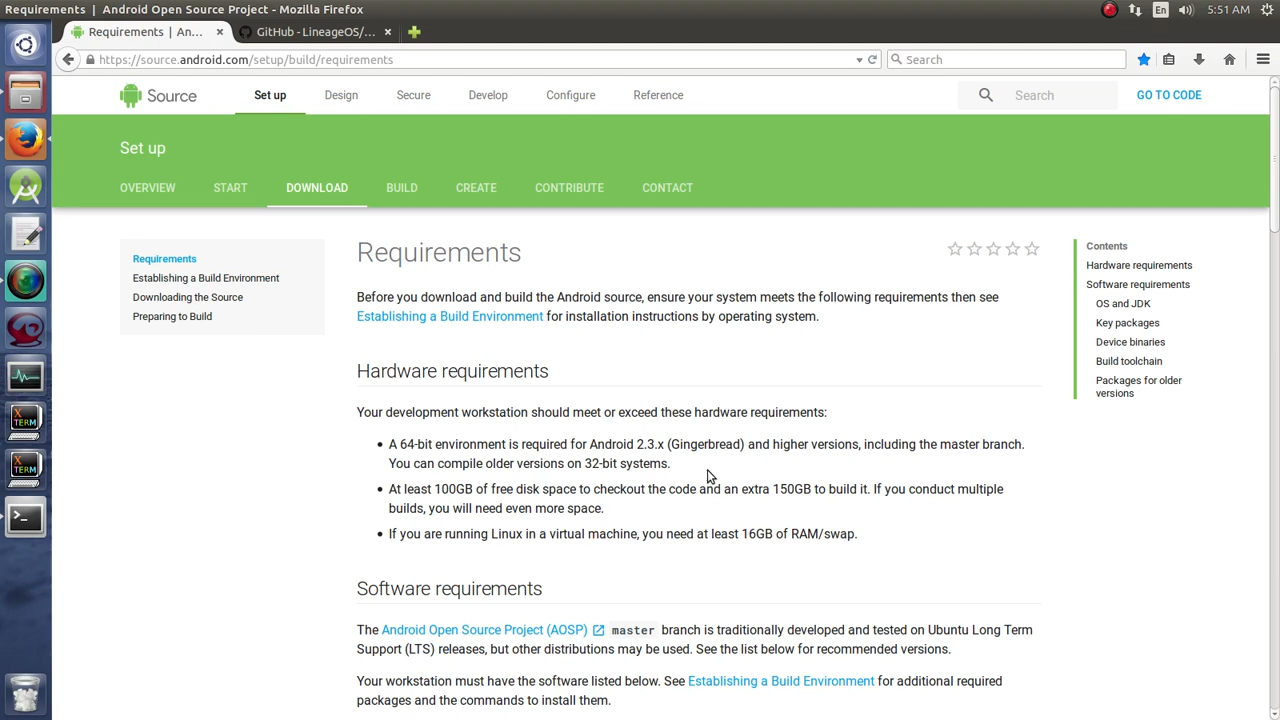 Requirements | Android Open Source Project - Mozilla Firefox
En
5:51 AM
Requirements | An... ×
GitHub - LineageOS/... ×
https://source.android.com/setup/build/requirements
Search
Source
Set up
Design
Secure
Develop
Configure
Reference
Search
GO TO CODE
Set up
OVERVIEW
START
DOWNLOAD
BUILD
CREATE
CONTRIBUTE
CONTACT
Requirements
Establishing a Build Environment
Downloading the Source
Preparing to Build
Requirements
Before you download and build the Android source, ensure your system meets the following requirements then see
Establishing a Build Environment for installation instructions by operating system.
Hardware requirements
Your development workstation should meet or exceed these hardware requirements:
• A 64-bit environment is required for Android 2.3.x (Gingerbread) and higher versions, including the master branch.
You can compile older versions on 32-bit systems.
• At least 100GB of free disk space to checkout the code and an extra 150GB to build it. If you conduct multiple
builds, you will need even more space.
• If you are running Linux in a virtual machine, you need at least 16GB of RAM/swap.
Software requirements
The Android Open Source Project (AOSP) master branch is traditionally developed and tested on Ubuntu Long Term
Support (LTS) releases, but other distributions may be used. See the list below for recommended versions.
Your workstation must have the software listed below. See Establishing a Build Environment for additional required
packages and the commands to install them.
Contents
Hardware requirements
Software requirements
OS and JDK
Key packages
Device binaries
Build toolchain
Packages for older
versions
X
TERM
X
TERM